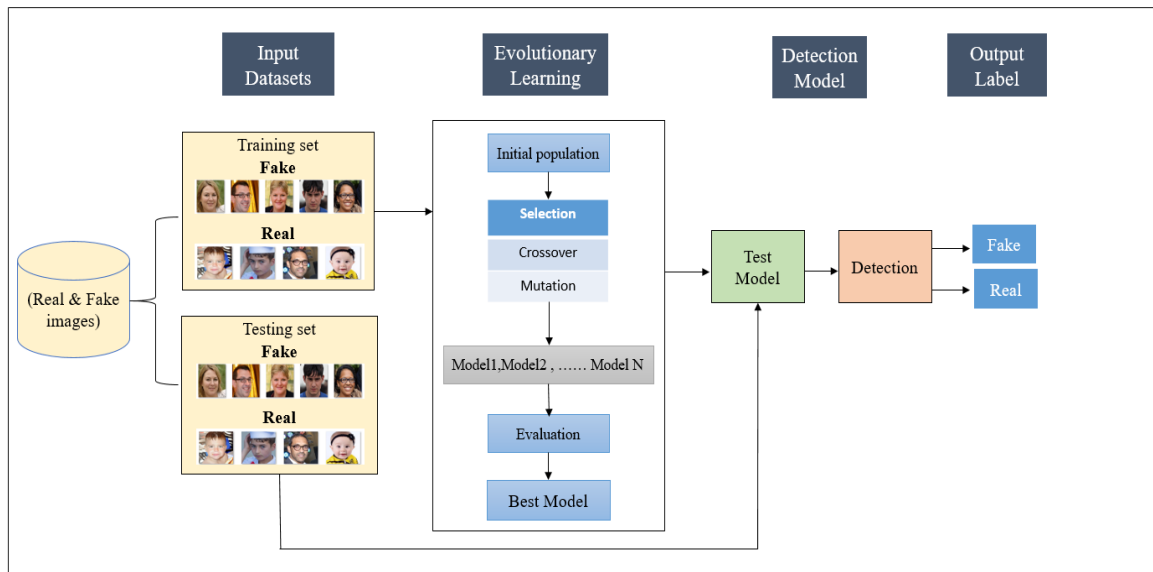 Input
Datasets
Evolutionary
Learning
Detection
Model
Output
Label
(Real & Fake
images)
Training set
Fake
Real
Testing set
Fake
Real
Initial population
Selection
Crossover
Mutation
Model1,Model2 , …… Model N
Evaluation
Best Model
Test
Model
Detection
Fake
Real